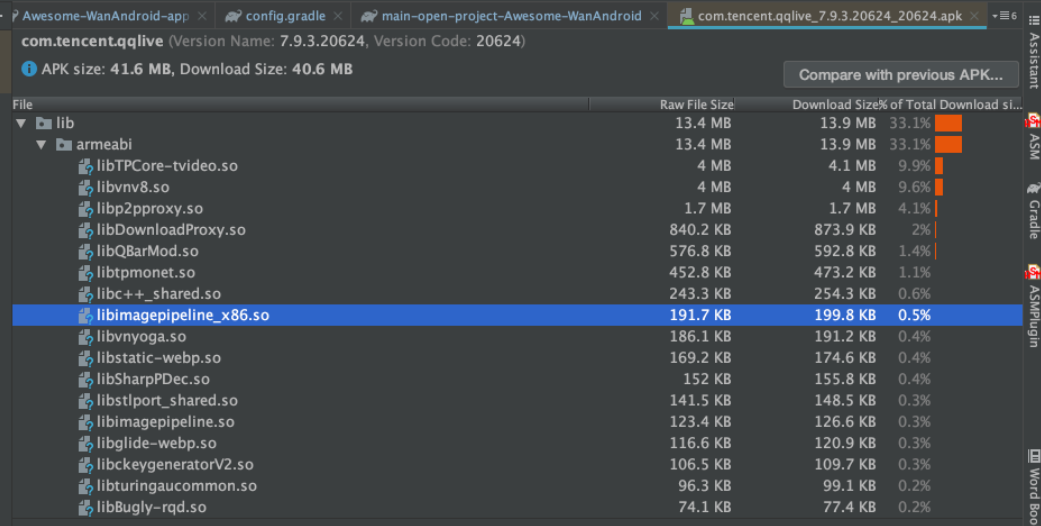 Awesome-WanAndroid-app config.gradle main-open-project-Awesome-WanAndroid com.tencent.qqlive_7.9.3.20624_20624.apk 6
com.tencent.qqlive (Version Name: 7.9.3.20624, Version Code: 20624)
APK size: 41.6 MB, Download Size: 40.6 MB
Compare with previous APK...
File Raw File Size Download Size% of Total Download si...
lib 13.4 MB 13.9 MB 33.1%
armeabi 13.4 MB 13.9 MB 33.1%
libTPCore-tvideo.so 4 MB 4.1 MB 9.9%
libvnv8.so 4 MB 4 MB 9.6%
libp2pproxy.so 1.7 MB 1.7 MB 4.1%
libDownloadProxy.so 840.2 KB 873.9 KB 2%
libQBarMod.so 576.8 KB 592.8 KB 1.4%
libtpmonet.so 452.8 KB 473.2 KB 1.1%
libc++_shared.so 243.3 KB 254.3 KB 0.6%
libimagepipeline_x86.so 191.7 KB 199.8 KB 0.5%
libvnyoga.so 186.1 KB 191.2 KB 0.4%
libstatic-webp.so 169.2 KB 174.6 KB 0.4%
libSharpPDec.so 152 KB 155.8 KB 0.4%
libstlport_shared.so 141.5 KB 148.5 KB 0.3%
libimagepipeline.so 123.4 KB 126.6 KB 0.3%
libglide-webp.so 116.6 KB 120.9 KB 0.3%
libckeygeneratorV2.so 106.5 KB 109.7 KB 0.3%
libturingaucommon.so 96.3 KB 99.1 KB 0.2%
libBugly-rqd.so 74.1 KB 77.4 KB 0.2%
Assistant
ASM
Gradle
ASMPlugin
Word Boo